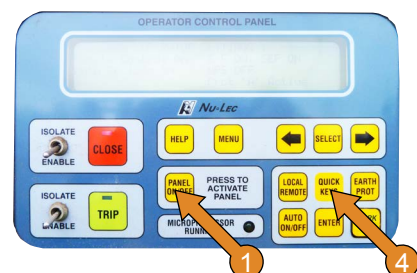 OPERATOR CONTROL PANEL
Nu-Lec
ISOLATE
ENABLE
CLOSE
HELP
MENU
SELECT
ISOLATE
ENABLE
TRIP
PANEL
ON/OFF
PRESS TO
ACTIVATE
PANEL
MICROPROCESSOR
RUNNING
LOCAL
REMOTE
QUICK
KEY
EARTH
PROT
AUTO
ON/OFF
ENTER
1
4